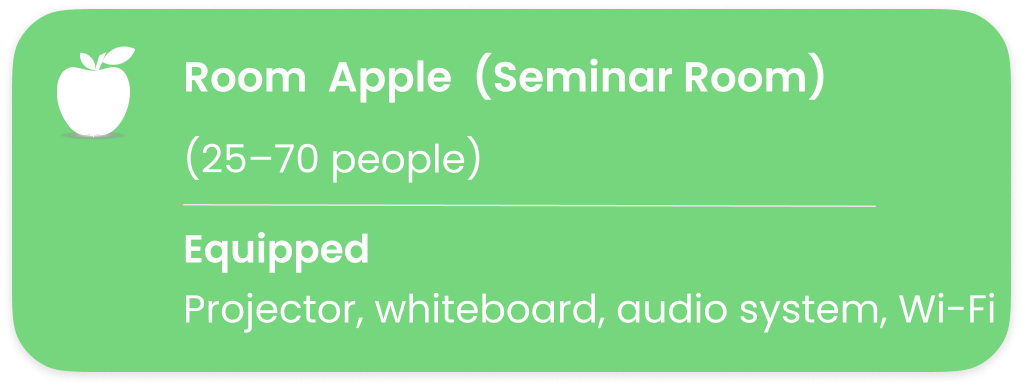 Room Apple (Seminar Room)
(25–70 people)
Equipped
Projector, whiteboard, audio system, Wi-Fi